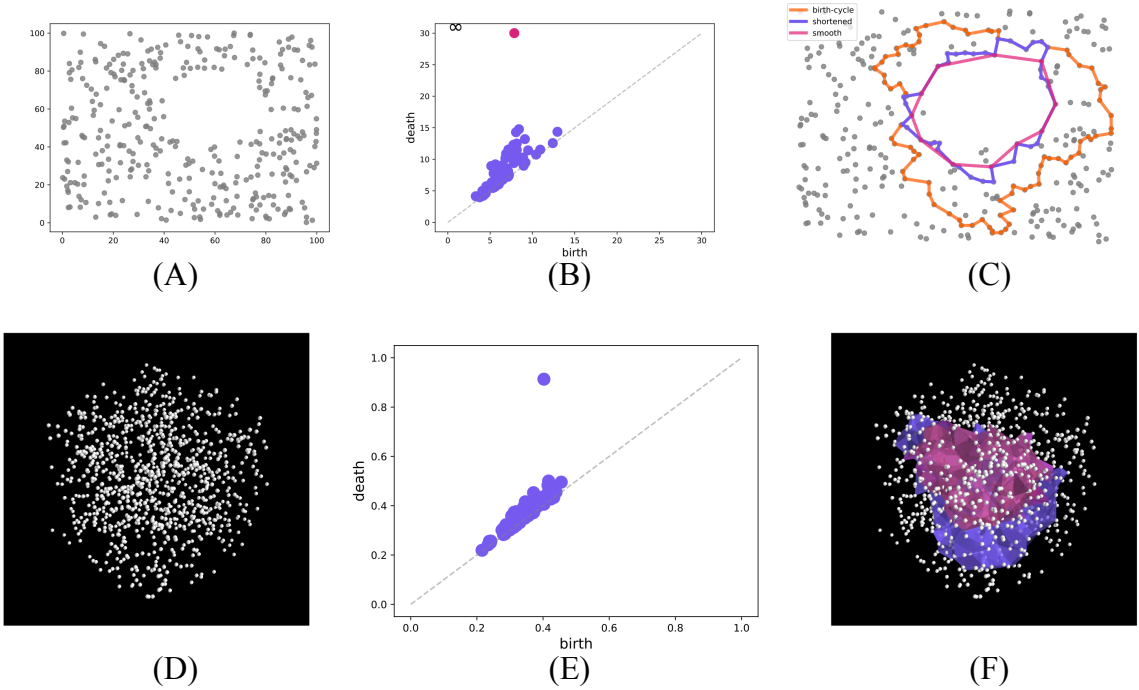 100
80
60
40
20
0
0 20 40 60 80 100
(A)
∞
30
25
20
15
10
5
0
death
0 5 10 15 20 25 30
birth
(B)
birth-cycle
shortened
smooth
(C)
(D)
1.0
0.8
0.6
0.4
0.2
0.0
death
0.0 0.2 0.4 0.6 0.8 1.0
birth
(E)
(F)